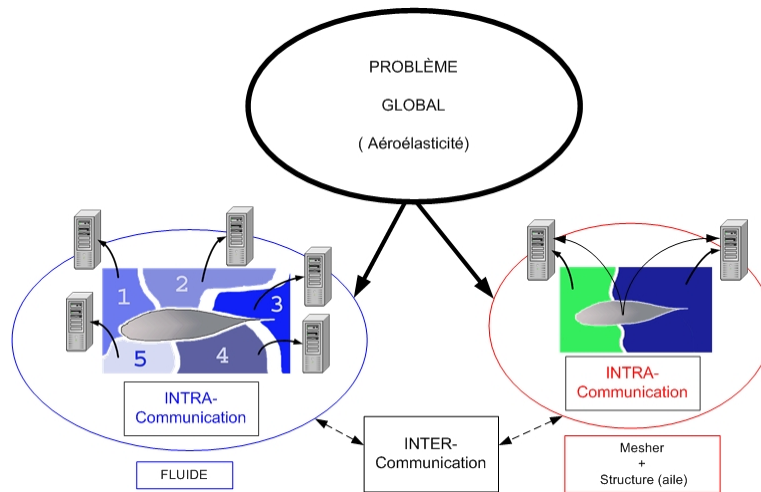 PROBLÈME
GLOBAL
( Aéroélasticité)
1
2
3
4
5
INTRA-
Communication
FLUIDE
INTER-
Communication
INTRA-
Communication
Mesher
+
Structure (aile)